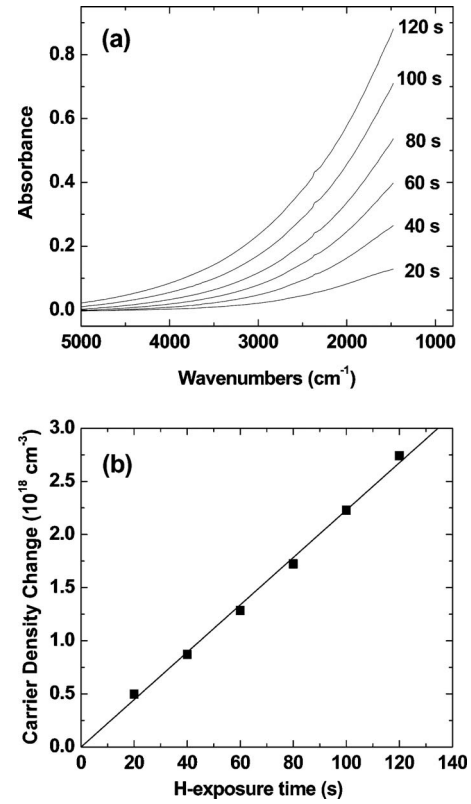 (a)
120 s
100 s
80 s
60 s
40 s
20 s
0.8
0.6
0.4
0.2
0.0
Absorbance
5000 4000 3000 2000 1000
Wavenumbers (cm⁻¹)
(b)
3.0
2.5
2.0
1.5
1.0
0.5
0.0
Carrier Density Change (10¹⁸ cm⁻³)
0 20 40 60 80 100 120 140
H-exposure time (s)